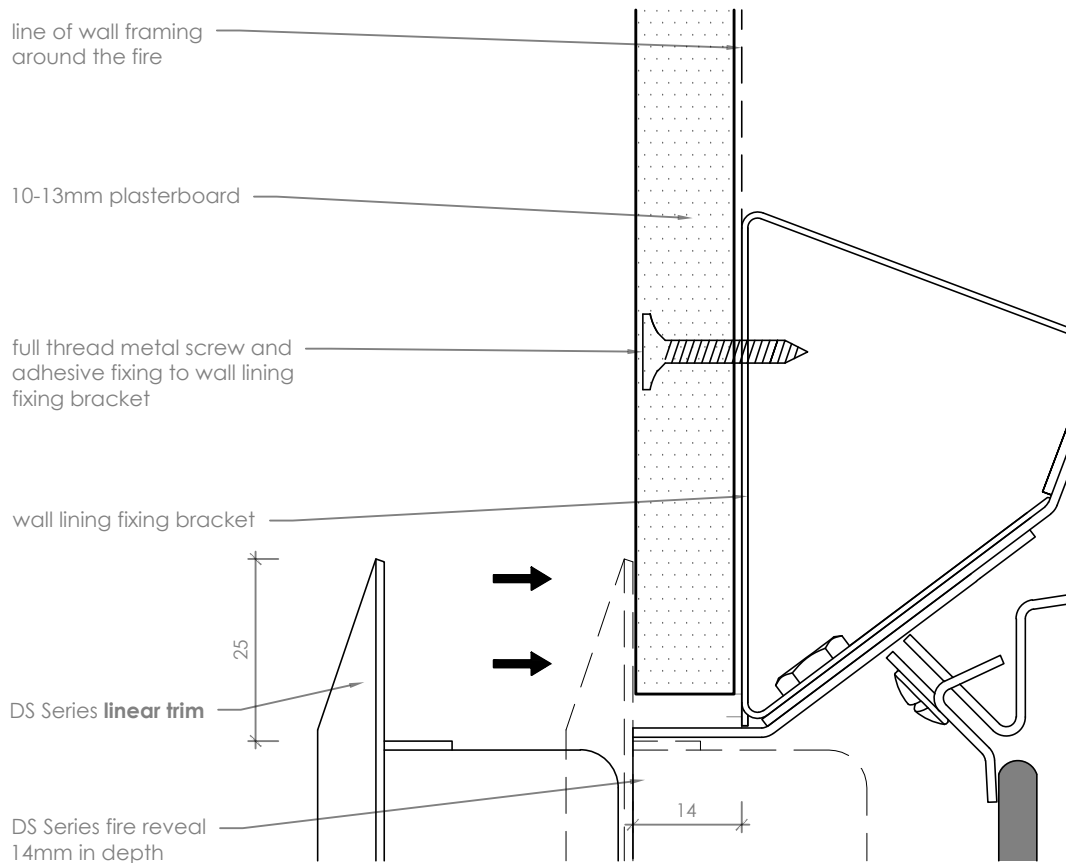 line of wall framing
around the fire
10-13mm plasterboard
full thread metal screw and
adhesive fixing to wall lining
fixing bracket
wall lining fixing bracket
25
DS Series linear trim
14
DS Series fire reveal
14mm in depth